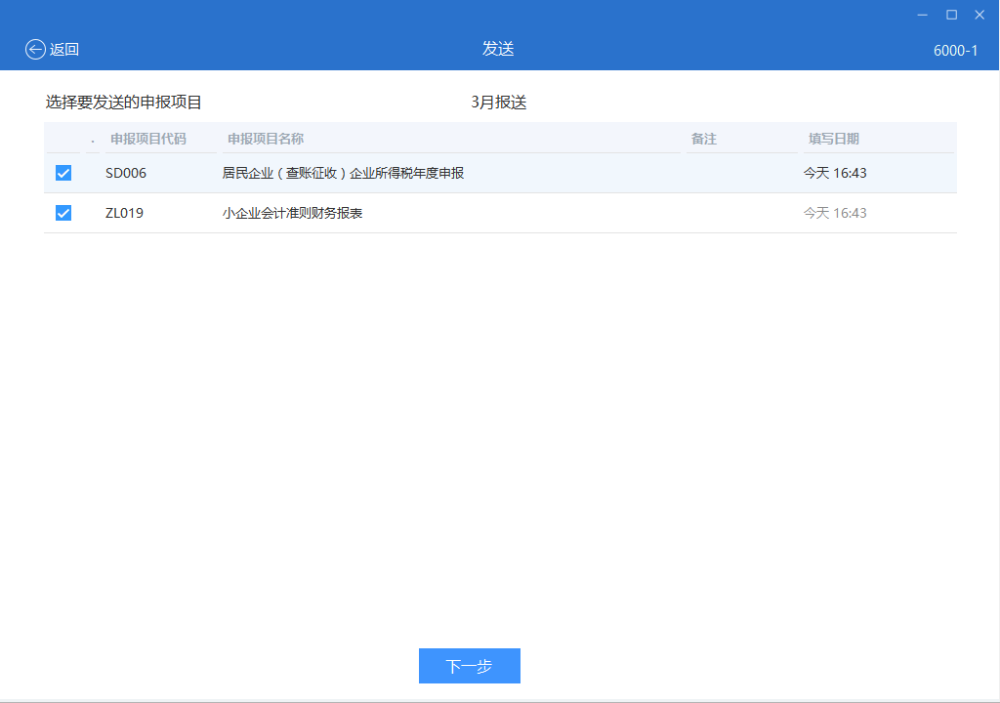 返回
发送
6000-1
选择要发送的申报项目
3月报送
. 申报项目代码 申报项目名称 备注 填写日期
SD006 居民企业（查账征收）企业所得税年度申报 今天 16:43
ZL019 小企业会计准则财务报表 今天 16:43
下一步